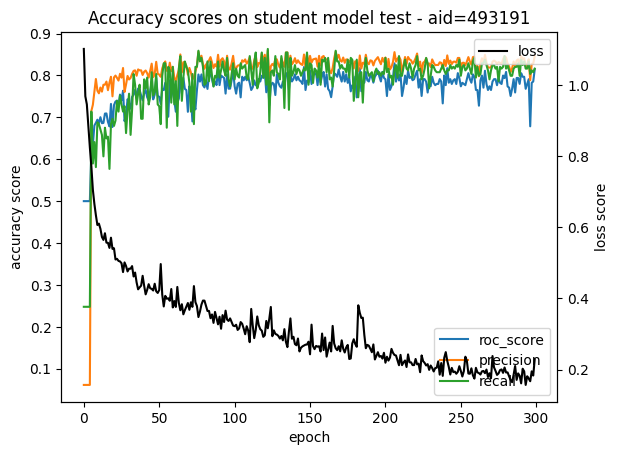 Accuracy scores on student model test - aid=493191
accuracy score
0.9
0.8
0.7
0.6
0.5
0.4
0.3
0.2
0.1
loss
1.0
0.8
0.6
0.4
0.2
loss score
roc_score
precision
recall
0
50
100
150
200
250
300
epoch